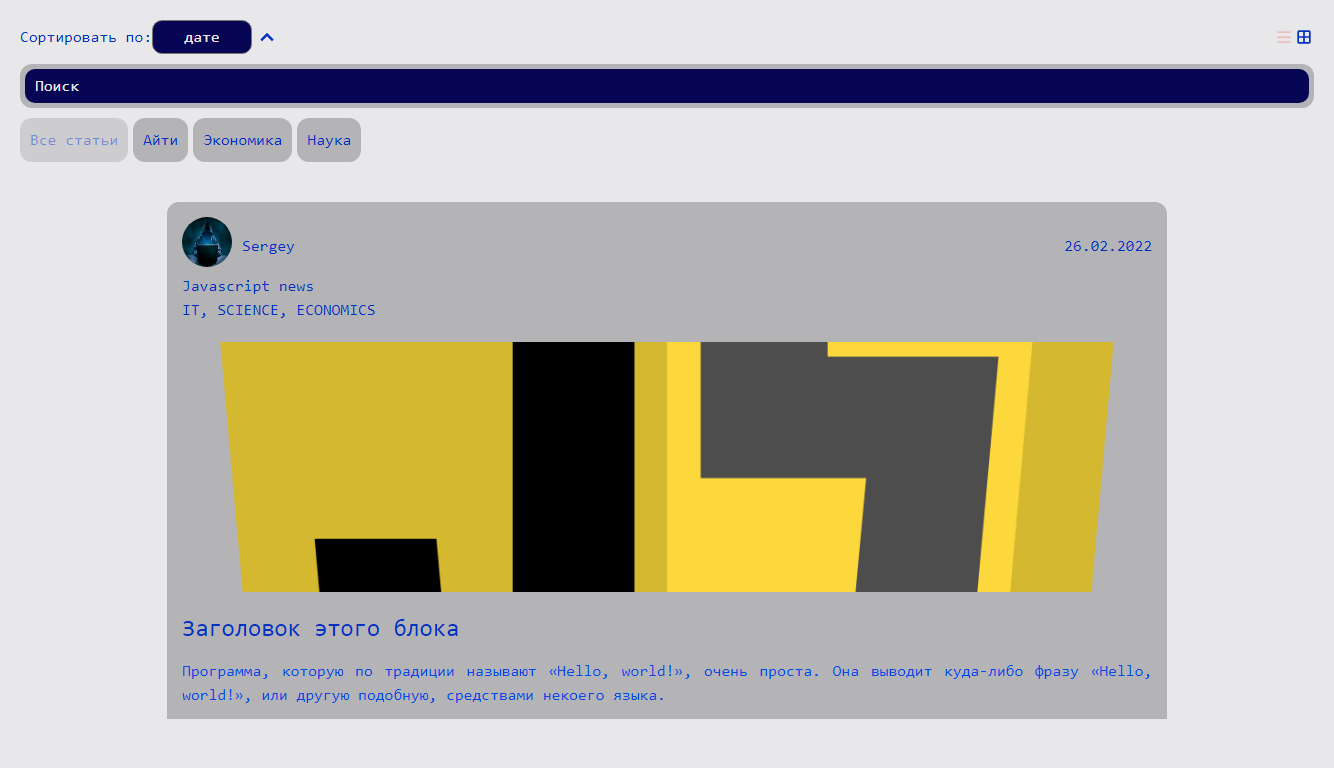 Сортировать по: дате
Поиск
Все статьи Айти Экономика Наука
Sergey 26.02.2022
Javascript news
IT, SCIENCE, ECONOMICS
Заголовок этого блока
Программа, которую по традиции называют «Hello, world!», очень проста. Она выводит куда-либо фразу «Hello,
world!», или другую подобную, средствами некоего языка.